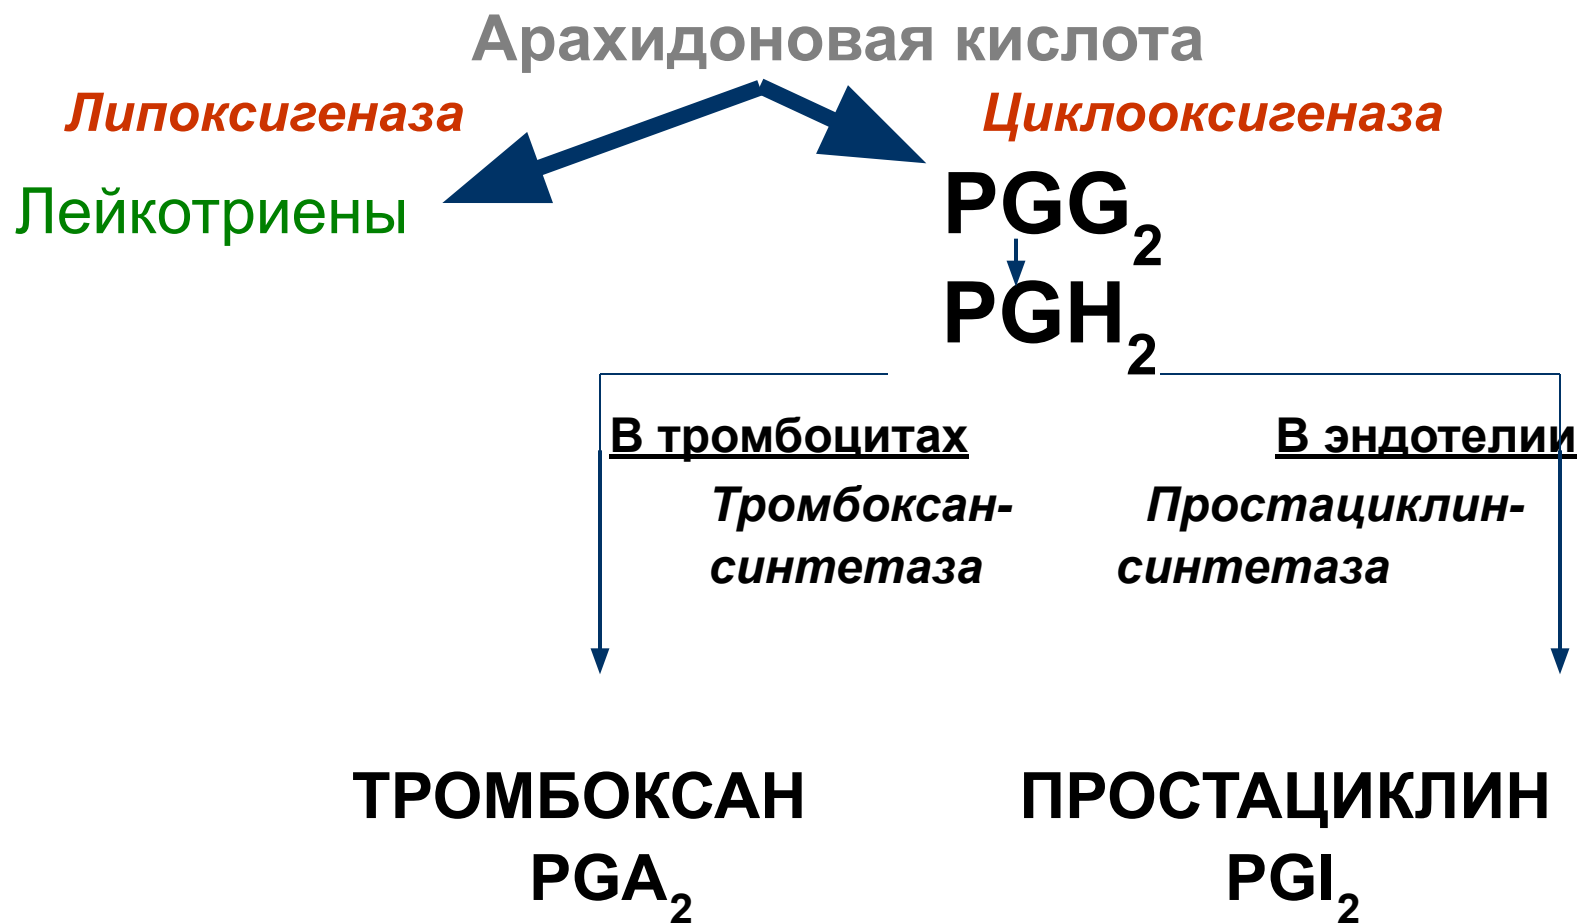 Арахидоновая кислота
Липоксигеназа Циклооксигеназа
Лейкотриены PGG₂
PGH₂
В тромбоцитах В эндотелии
Тромбоксан- Простациклин-
синтетаза синтетаза
ТРОМБОКСАН ПРОСТАЦИКЛИН
PGA₂ PGI₂